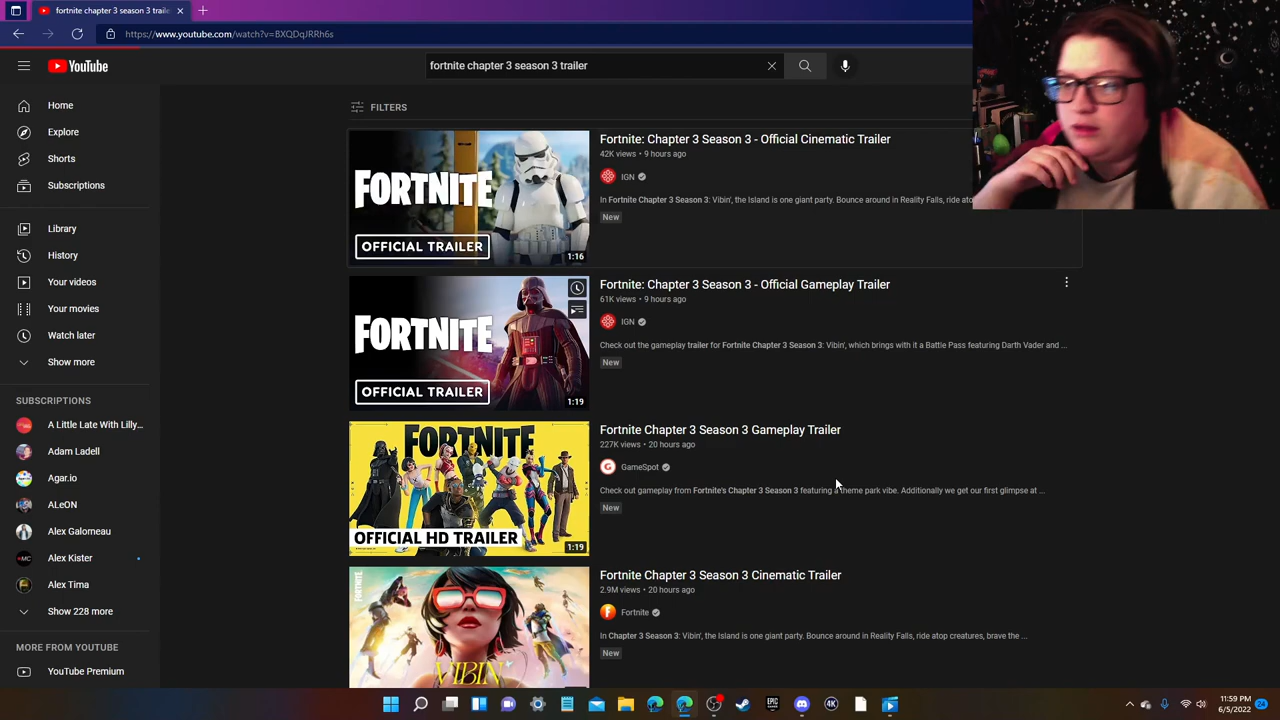 fortnite chapter 3 season 3 traile
https://www.youtube.com/watch?v=BXQDqJRRh6s
YouTube
fortnite chapter 3 season 3 trailer
FILTERS
Home
Explore
Shorts
Subscriptions
Library
History
Your videos
Your movies
Watch later
Show more
SUBSCRIPTIONS
A Little Late With Lilly...
Adam Ladell
Agar.io
ALeON
Alex Galomeau
Alex Kister
Alex Tima
Show 228 more
MORE FROM YOUTUBE
YouTube Premium
FORTNITE
OFFICIAL TRAILER
1:16
Fortnite: Chapter 3 Season 3 - Official Cinematic Trailer
42K views • 9 hours ago
IGN
In Fortnite Chapter 3 Season 3: Vibin', the Island is one giant party. Bounce around in Reality Falls, ride ato
New
FORTNITE
OFFICIAL TRAILER
1:19
Fortnite: Chapter 3 Season 3 - Official Gameplay Trailer
61K views • 9 hours ago
IGN
Check out the gameplay trailer for Fortnite Chapter 3 Season 3: Vibin', which brings with it a Battle Pass featuring Darth Vader and ...
New
FORTNITE
OFFICIAL HD TRAILER
1:19
Fortnite Chapter 3 Season 3 Gameplay Trailer
227K views • 20 hours ago
GameSpot
Check out gameplay from Fortnite's Chapter 3 Season 3 featuring a theme park vibe. Additionally we get our first glimpse at ...
New
FORTNITE
VIBIN'
Fortnite Chapter 3 Season 3 Cinematic Trailer
2.9M views • 20 hours ago
Fortnite
In Chapter 3 Season 3: Vibin', the Island is one giant party. Bounce around in Reality Falls, ride atop creatures, brave the ...
New
EPIC
GAMES
4K
11:59 PM
6/5/2022
24